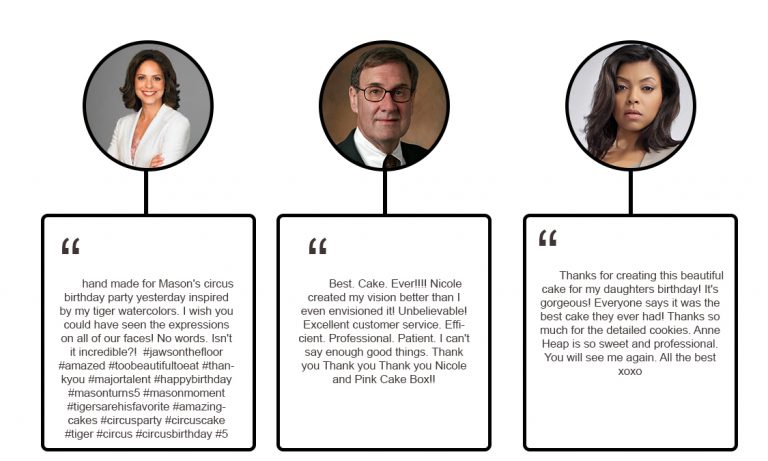 “
hand made for Mason's circus
birthday party yesterday inspired
by my tiger watercolors. I wish you
could have seen the expressions
on all of our faces! No words. Isn't
it incredible?!  #jawsonthefloor
#amazed #toobeautifultoeat #than-
kyou #majortalent #happybirthday
#masonturns5 #masonmoment
#tigersarehisfavorite #amazing-
cakes #circusparty #circuscake
#tiger #circus #circusbirthday #5
“
Best. Cake. Ever!!!! Nicole
created my vision better than I
even envisioned it! Unbelievable!
Excellent customer service. Effi-
cient. Professional. Patient. I can't
say enough good things. Thank
you Thank you Thank you Nicole
and Pink Cake Box!!
“
Thanks for creating this beautiful
cake for my daughters birthday! It's
gorgeous! Everyone says it was the
best cake they ever had! Thanks so
much for the detailed cookies. Anne
Heap is so sweet and professional.
You will see me again. All the best
xoxo